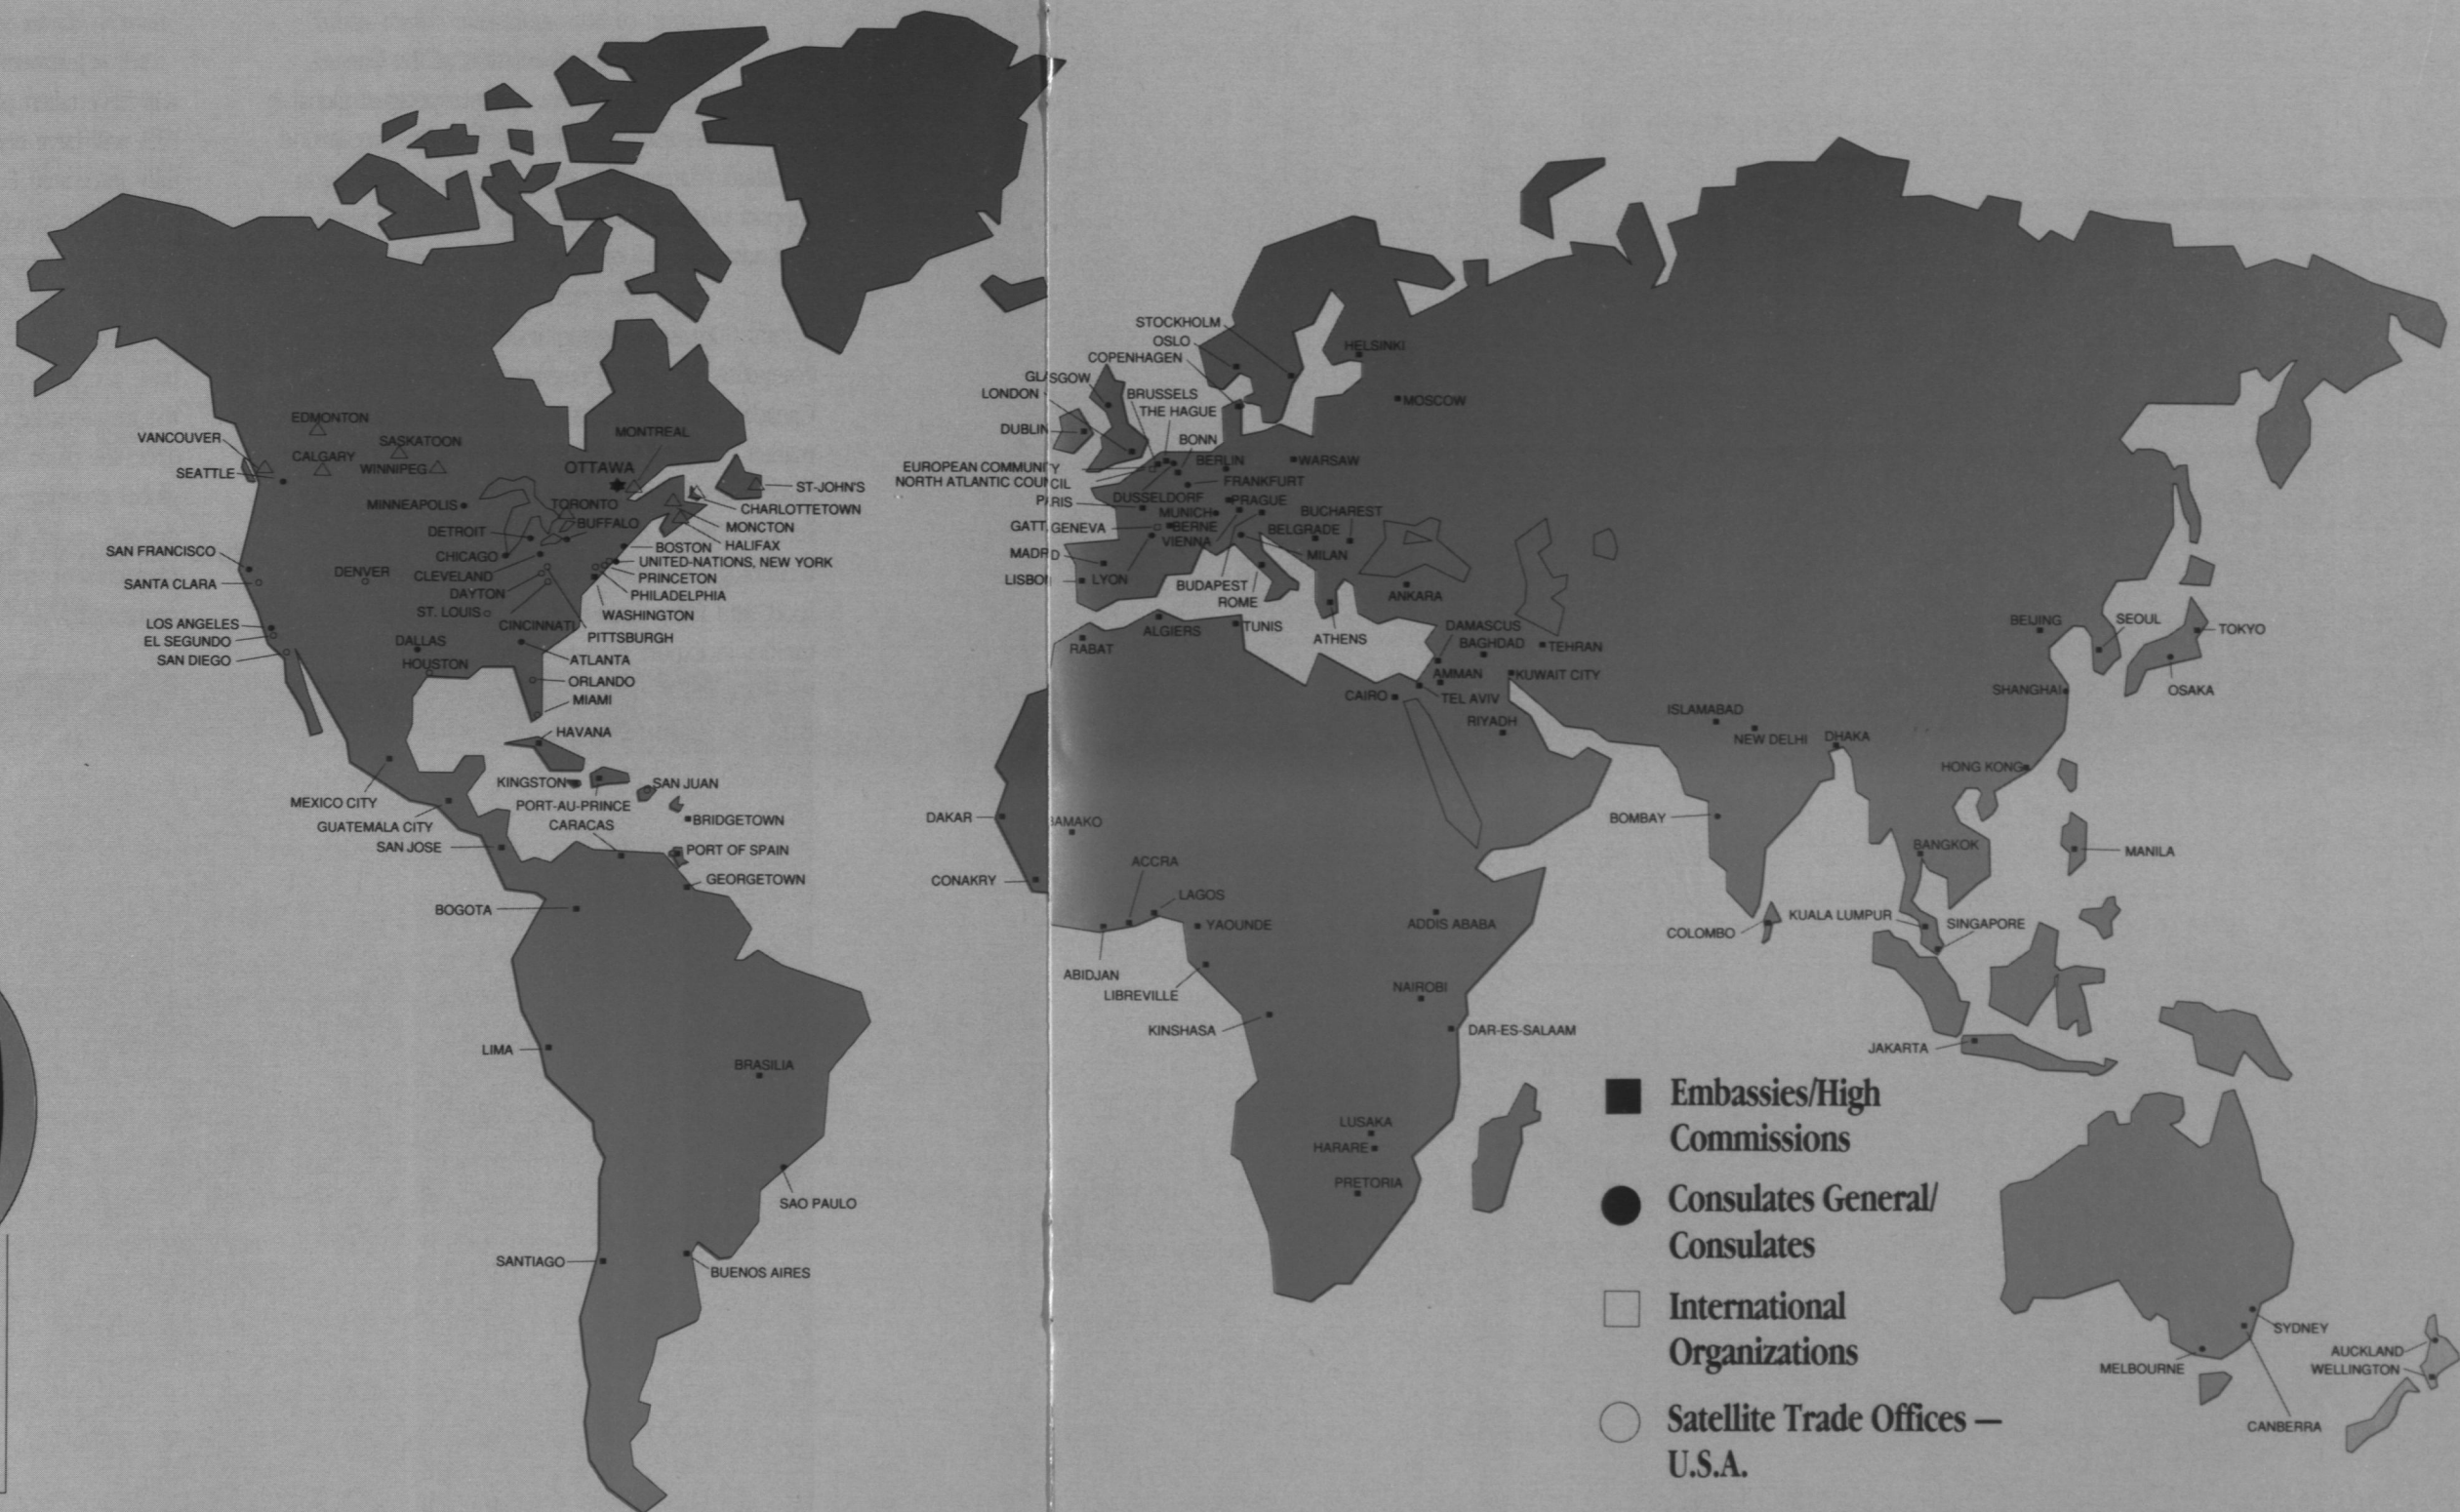 STOCKHOLM
OSLO
HELSINKI
COPENHAGEN
GLASGOW
LONDON
BRUSSELS
MOSCOW
THE HAGUE
DUBLIN
BONN
EDMONTON
VANCOUVER
SASKATOON
MONTREAL
CALGARY
WINNIPEG
OTTAWA
SEATTLE
EUROPEAN COMMUNITY
BERLIN
WARSAW
NORTH ATLANTIC COUNCIL
FRANKFURT
ST-JOHN'S
MINNEAPOLIS
TORONTO
CHARLOTTETOWN
PARIS
DUSSELDORF
PRAGUE
BUFFALO
MONCTON
MUNICH
BUCHAREST
DETROIT
HALIFAX
GATT, GENEVA
BERNE
BELGRADE
VIENNA
SAN FRANCISCO
CHICAGO
BOSTON
MADRID
MILAN
UNITED-NATIONS, NEW YORK
SANTA CLARA
DENVER
CLEVELAND
PRINCETON
LISBON
LYON
BUDAPEST
DAYTON
PHILADELPHIA
ROME
ANKARA
ST. LOUIS
WASHINGTON
LOS ANGELES
CINCINNATI
ALGIERS
TUNIS
DAMASCUS
BEIJING
SEOUL
TOKYO
EL SEGUNDO
DALLAS
PITTSBURGH
RABAT
ATHENS
BAGHDAD
TEHRAN
SAN DIEGO
HOUSTON
ATLANTA
AMMAN
KUWAIT CITY
ORLANDO
CAIRO
TEL AVIV
SHANGHAI
OSAKA
MIAMI
RIYADH
ISLAMABAD
HAVANA
NEW DELHI
DHAKA
HONG KONG
KINGSTON
SAN JUAN
MEXICO CITY
PORT-AU-PRINCE
GUATEMALA CITY
CARACAS
BRIDGETOWN
DAKAR
BAMAKO
BOMBAY
SAN JOSE
PORT OF SPAIN
BANGKOK
MANILA
GEORGETOWN
CONAKRY
ACCRA
LAGOS
BOGOTA
YAOUNDE
ADDIS ABABA
COLOMBO
KUALA LUMPUR
SINGAPORE
ABIDJAN
LIBREVILLE
NAIROBI
KINSHASA
DAR-ES-SALAAM
LIMA
JAKARTA
BRASILIA
LUSAKA
HARARE
PRETORIA
SAO PAULO
SANTIAGO
BUENOS AIRES
SYDNEY
MELBOURNE
AUCKLAND
WELLINGTON
CANBERRA
Embassies/High
Commissions
Consulates General/
Consulates
International
Organizations
Satellite Trade Offices —
U.S.A.